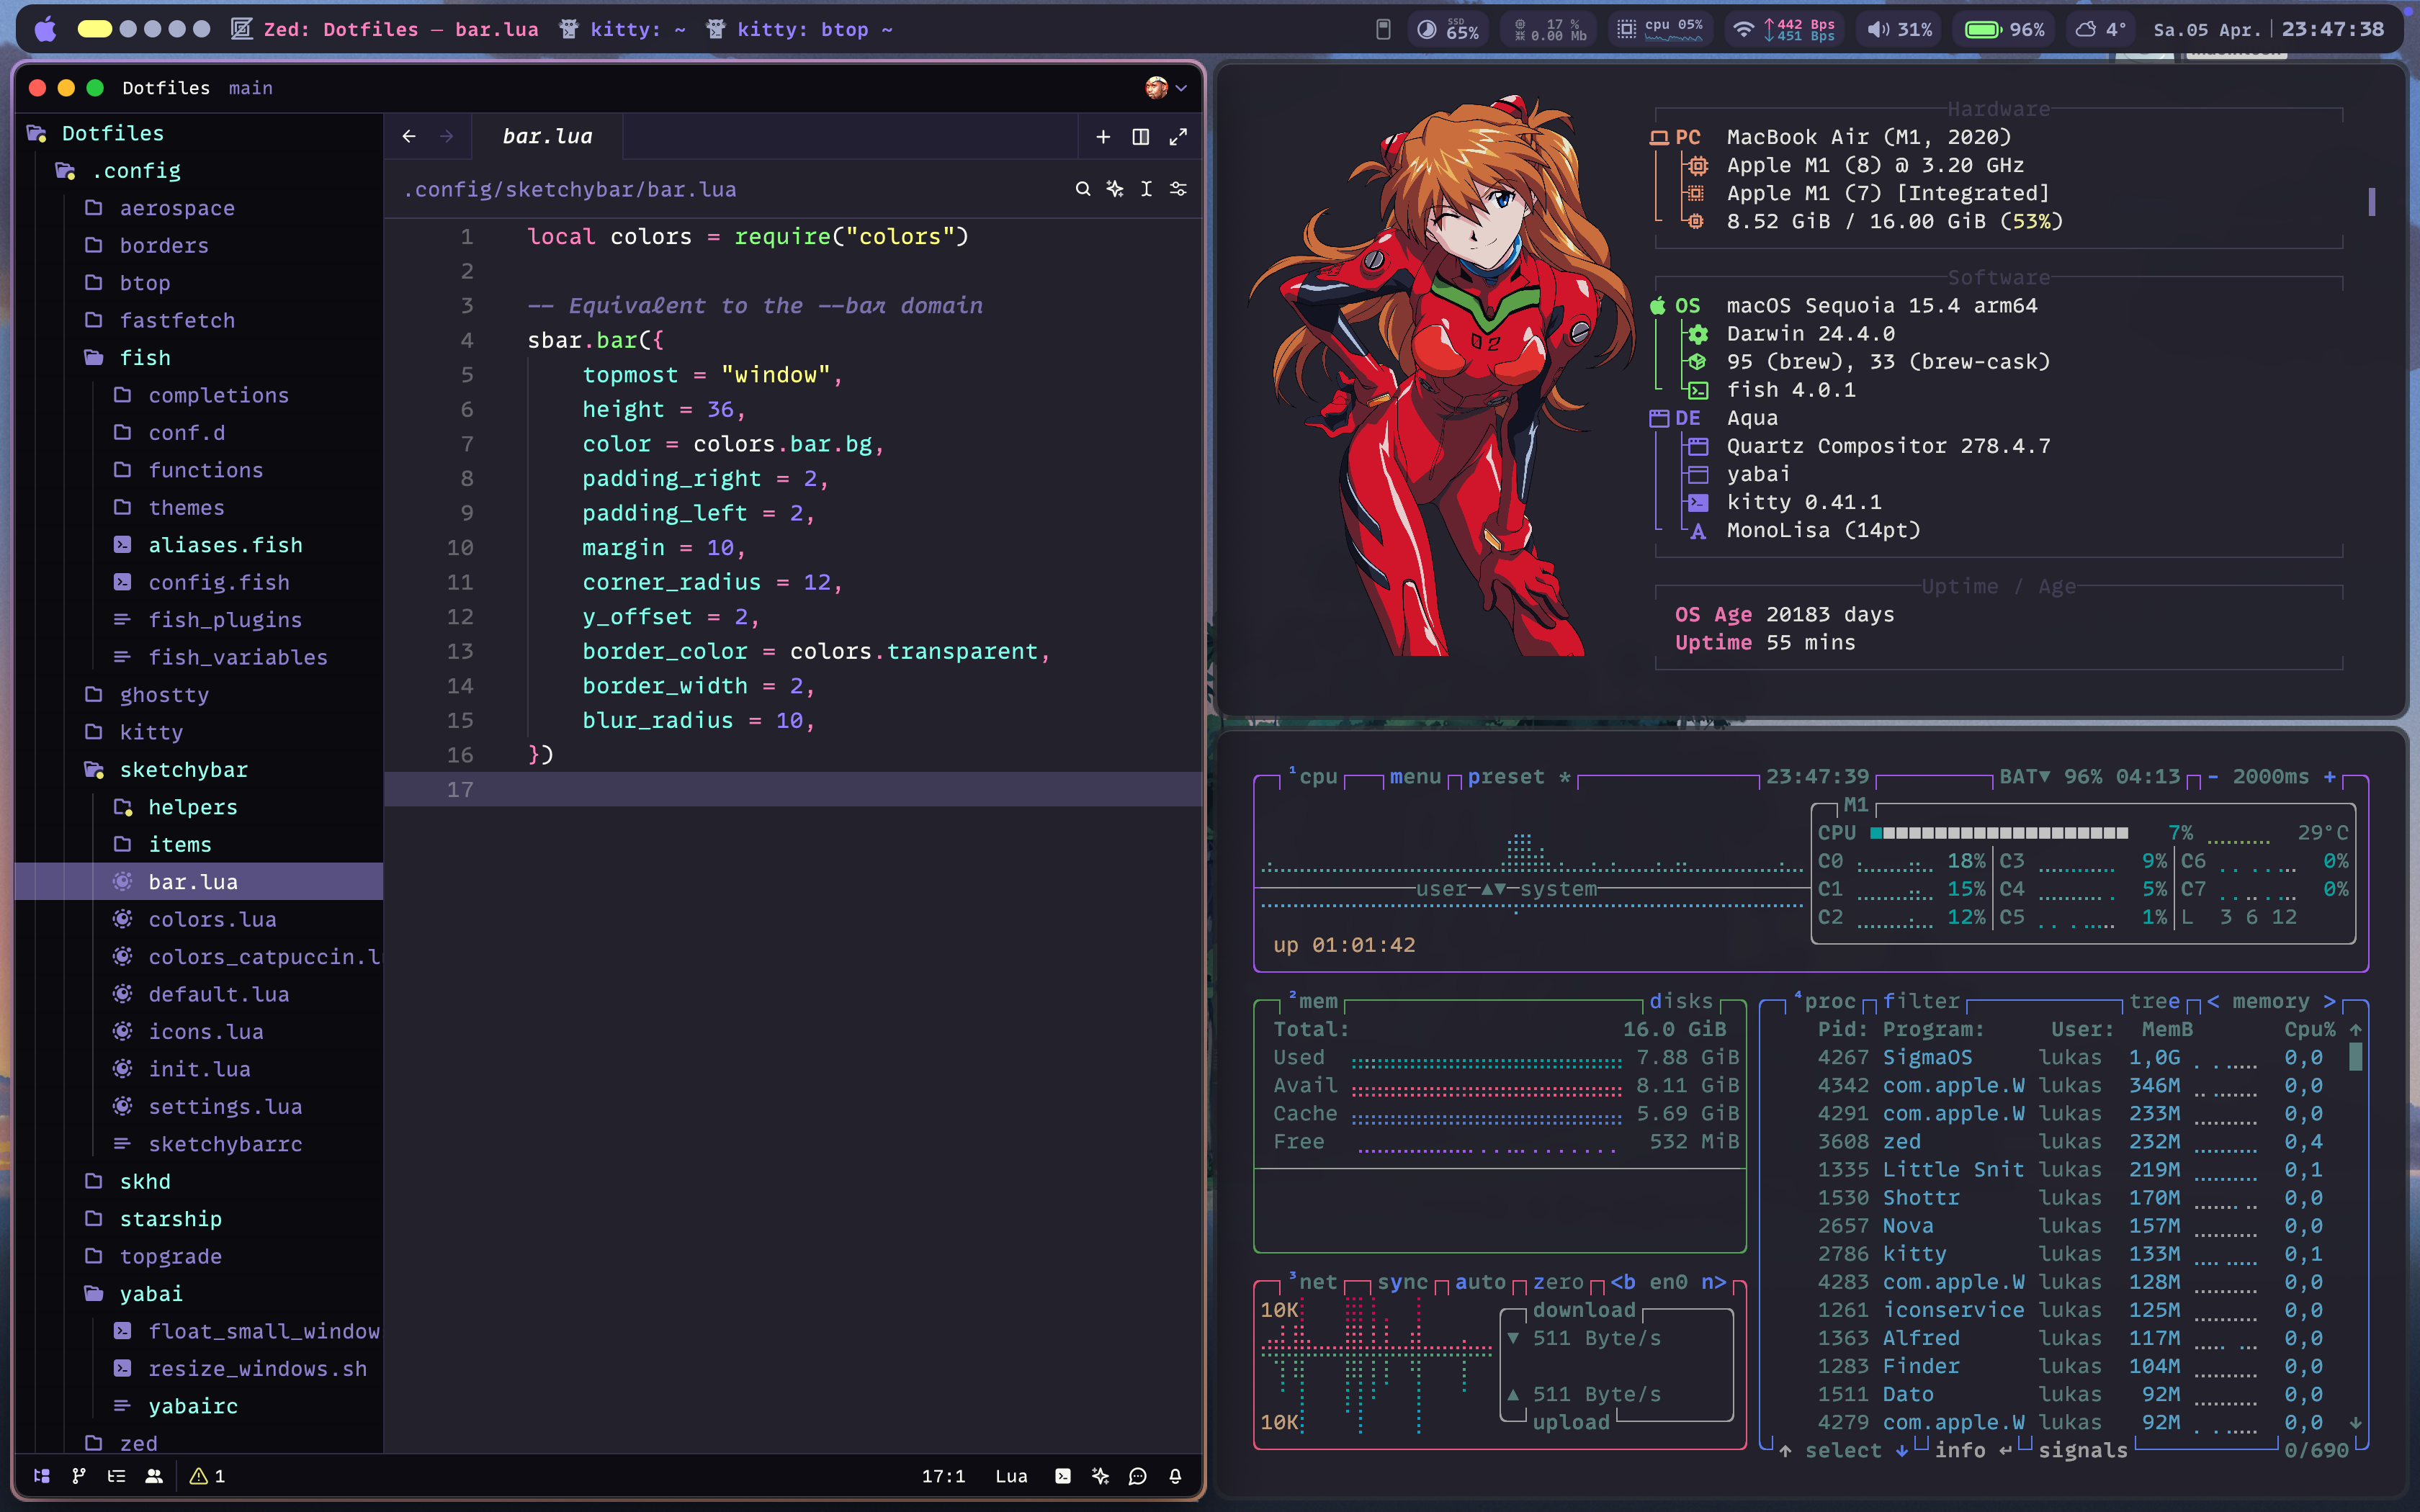 Zed: Dotfiles — bar.lua kitty: ~ kitty: btop ~
SSD 65% 17 % 0.00 Mb cpu 05% ↑442 Bps ↓451 Bps 31% 96% 4° Sa.05 Apr. 23:47:38
Dotfiles main
Dotfiles
.config
aerospace
borders
btop
fastfetch
fish
completions
conf.d
functions
themes
aliases.fish
config.fish
fish_plugins
fish_variables
ghostty
kitty
sketchybar
helpers
items
bar.lua
colors.lua
colors_catpuccin.l
default.lua
icons.lua
init.lua
settings.lua
sketchybarrc
skhd
starship
topgrade
yabai
float_small_window
resize_windows.sh
yabairc
zed
bar.lua
.config/sketchybar/bar.lua
1 local colors = require("colors")
2
3 -- Equivalent to the --bar domain
4 sbar.bar({
5 topmost = "window",
6 height = 36,
7 color = colors.bar.bg,
8 padding_right = 2,
9 padding_left = 2,
10 margin = 10,
11 corner_radius = 12,
12 y_offset = 2,
13 border_color = colors.transparent,
14 border_width = 2,
15 blur_radius = 10,
16 })
17
1 17:1 Lua
02
Hardware
PC MacBook Air (M1, 2020)
Apple M1 (8) @ 3.20 GHz
Apple M1 (7) [Integrated]
8.52 GiB / 16.00 GiB (53%)
Software
OS macOS Sequoia 15.4 arm64
Darwin 24.4.0
95 (brew), 33 (brew-cask)
fish 4.0.1
DE Aqua
Quartz Compositor 278.4.7
yabai
kitty 0.41.1
A MonoLisa (14pt)
Uptime / Age
OS Age 20183 days
Uptime 55 mins
¹cpu menu preset * 23:47:39 BAT▼ 96% 04:13 - 2000ms +
M1
CPU 7% 29°C
C0 18% C3 9% C6 0%
C1 15% C4 5% C7 0%
C2 12% C5 1% L 3 6 12
user ▲▼ system
up 01:01:42
²mem disks
Total: 16.0 GiB
Used 7.88 GiB
Avail 8.11 GiB
Cache 5.69 GiB
Free 532 MiB
³net sync auto zero <b en0 n>
10K download
▼ 511 Byte/s
▲ 511 Byte/s
10K upload
⁴proc filter tree < memory >
Pid: Program: User: MemB Cpu% ↑
4267 SigmaOS lukas 1,0G 0,0
4342 com.apple.W lukas 346M 0,0
4291 com.apple.W lukas 233M 0,0
3608 zed lukas 232M 0,4
1335 Little Snit lukas 219M 0,1
1530 Shottr lukas 170M 0,0
2657 Nova lukas 157M 0,0
2786 kitty lukas 133M 0,1
4283 com.apple.W lukas 128M 0,0
1261 iconservice lukas 125M 0,0
1363 Alfred lukas 117M 0,0
1283 Finder lukas 104M 0,0
1511 Dato lukas 92M 0,0
4279 com.apple.W lukas 92M 0,0 ↓
↑ select ↓ info ↵ signals 0/690